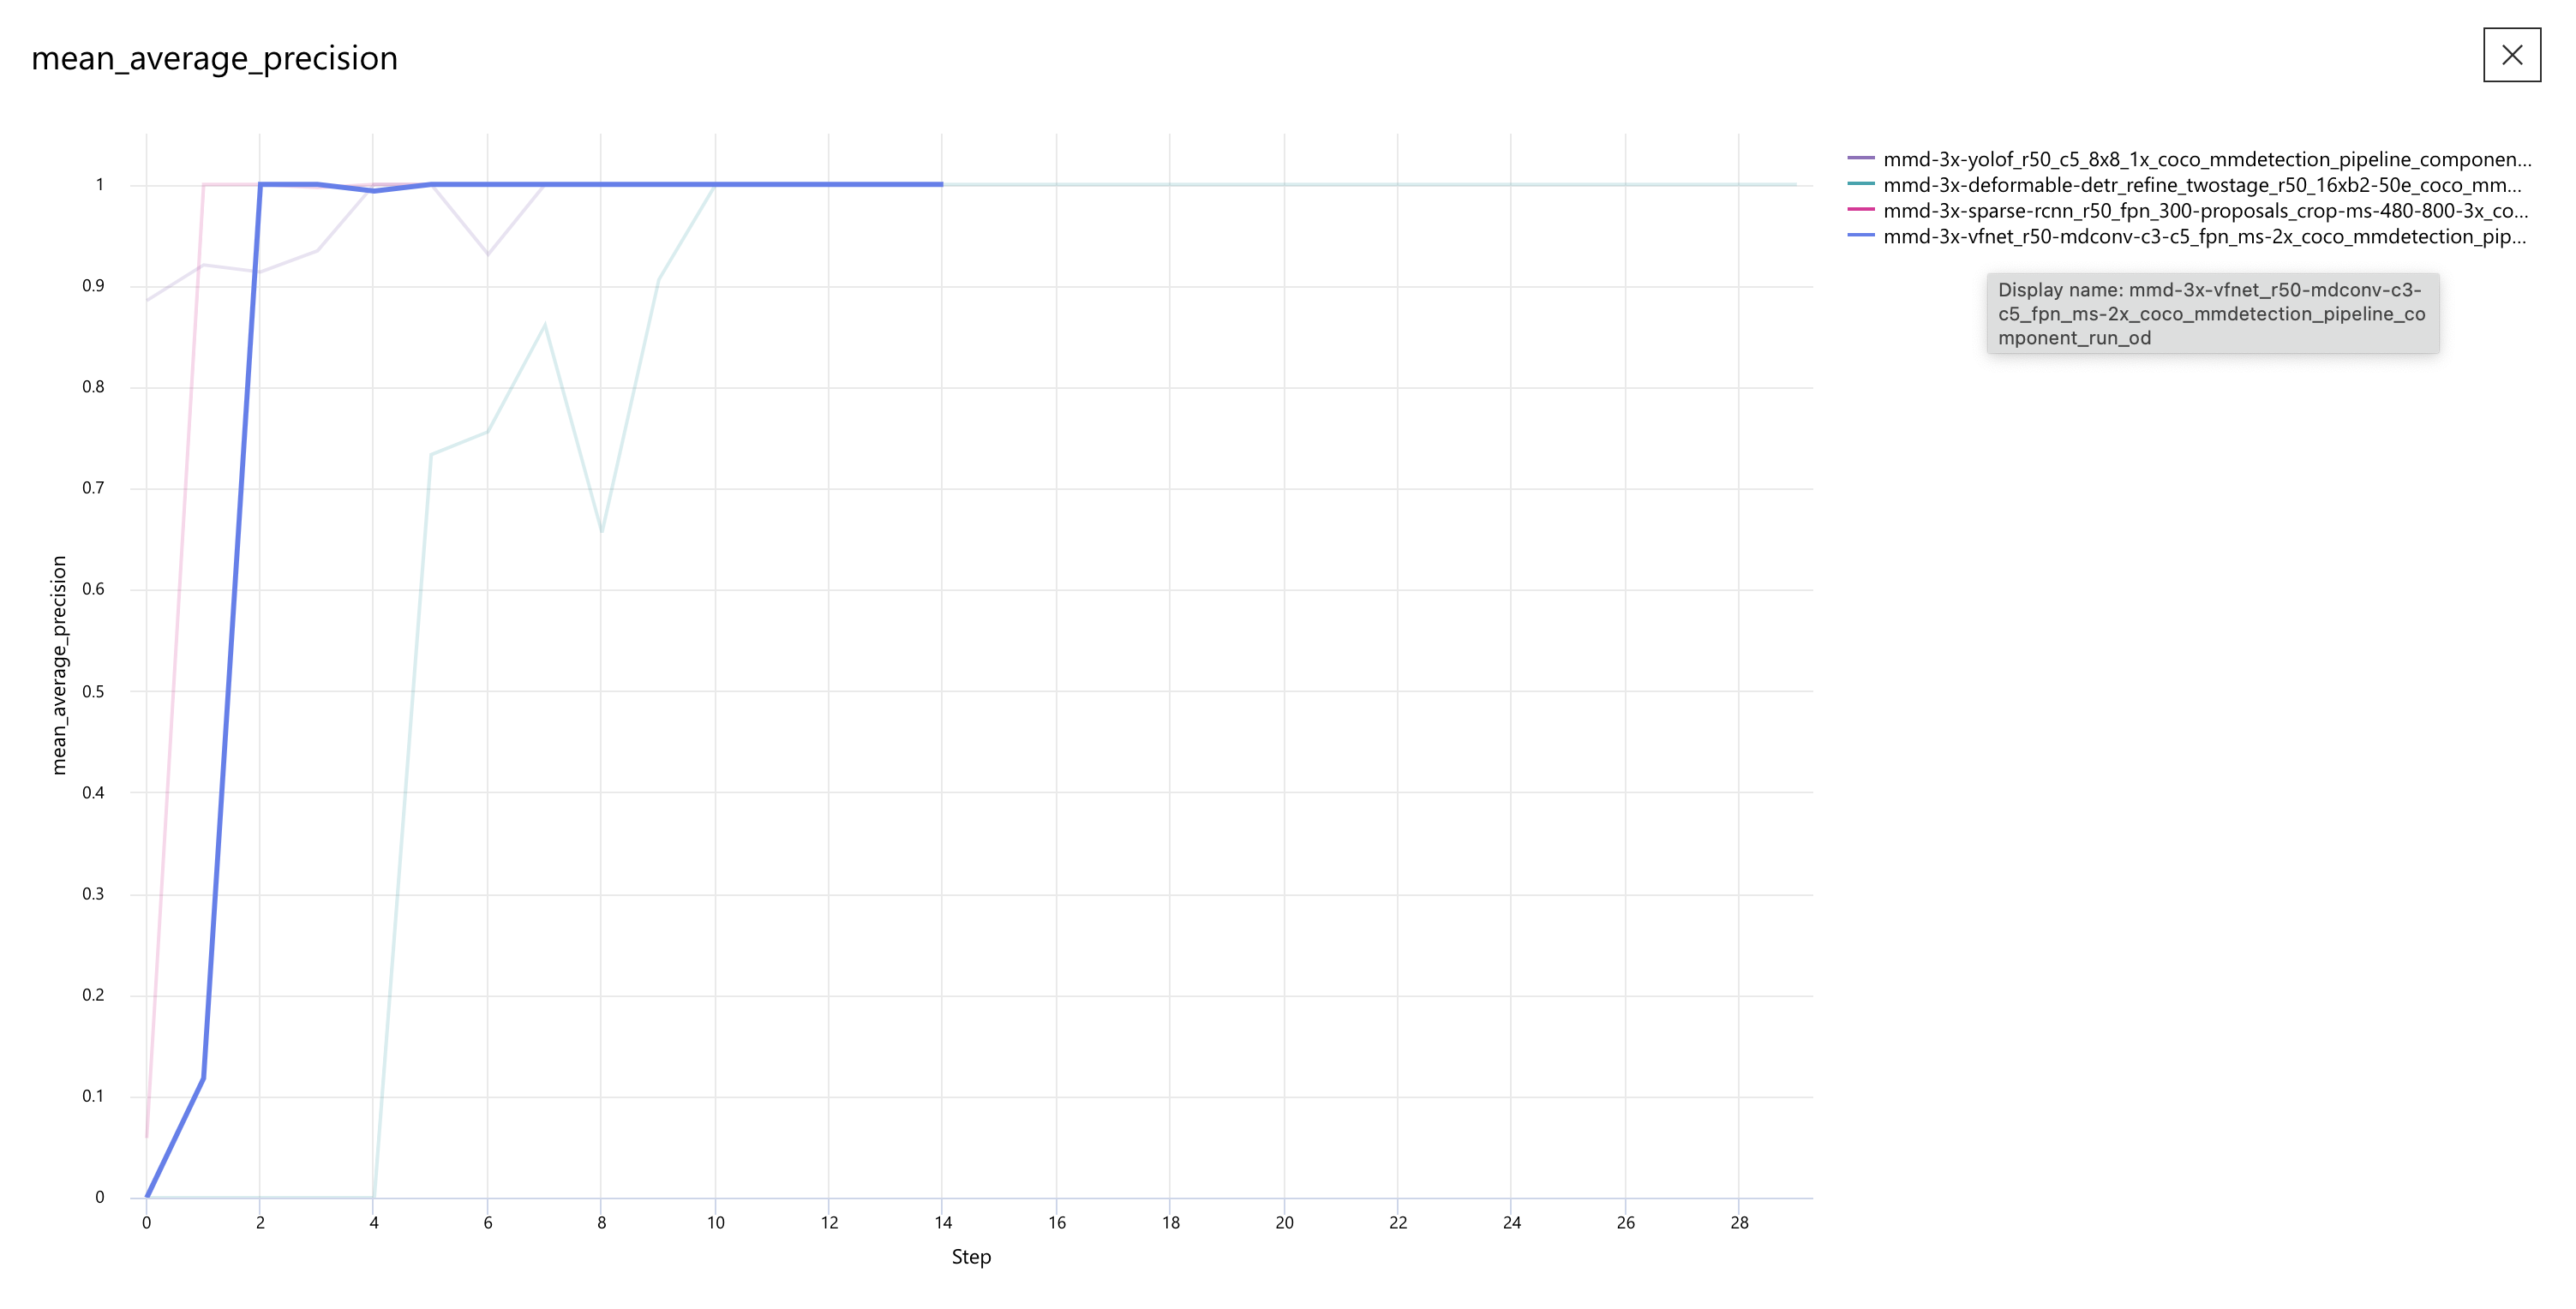 mean_average_precision
mmd-3x-yolof_r50_c5_8x8_1x_coco_mmdetection_pipeline_componen...
mmd-3x-deformable-detr_refine_twostage_r50_16xb2-50e_coco_mm...
mmd-3x-sparse-rcnn_r50_fpn_300-proposals_crop-ms-480-800-3x_co...
mmd-3x-vfnet_r50-mdconv-c3-c5_fpn_ms-2x_coco_mmdetection_pip...
Display name: mmd-3x-vfnet_r50-mdconv-c3-
c5_fpn_ms-2x_coco_mmdetection_pipeline_co
mponent_run_od
mean_average_precision
1
0.9
0.8
0.7
0.6
0.5
0.4
0.3
0.2
0.1
0
0 2 4 6 8 10 12 14 16 18 20 22 24 26 28
Step